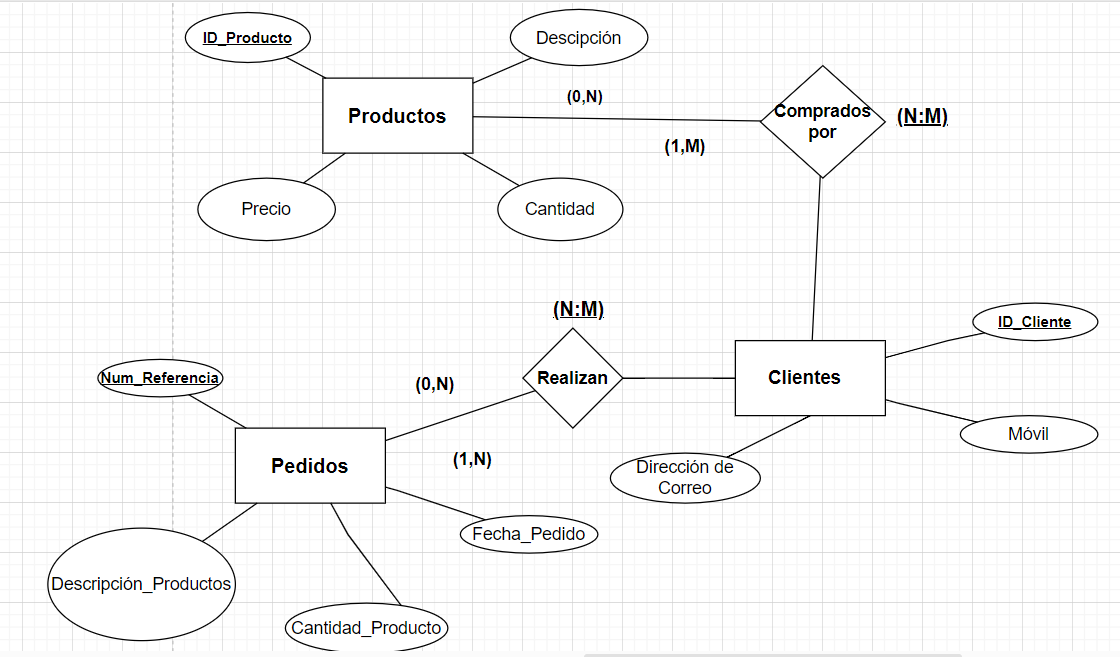 ID_Producto
Descipción
Productos
(0,N)
(1,M)
Comprados
por
(N:M)
Precio
Cantidad
(N:M)
ID_Cliente
Num_Referencia
(0,N)
Realizan
Clientes
Móvil
Pedidos
(1,N)
Dirección de
Correo
Fecha_Pedido
Descripción_Productos
Cantidad_Producto